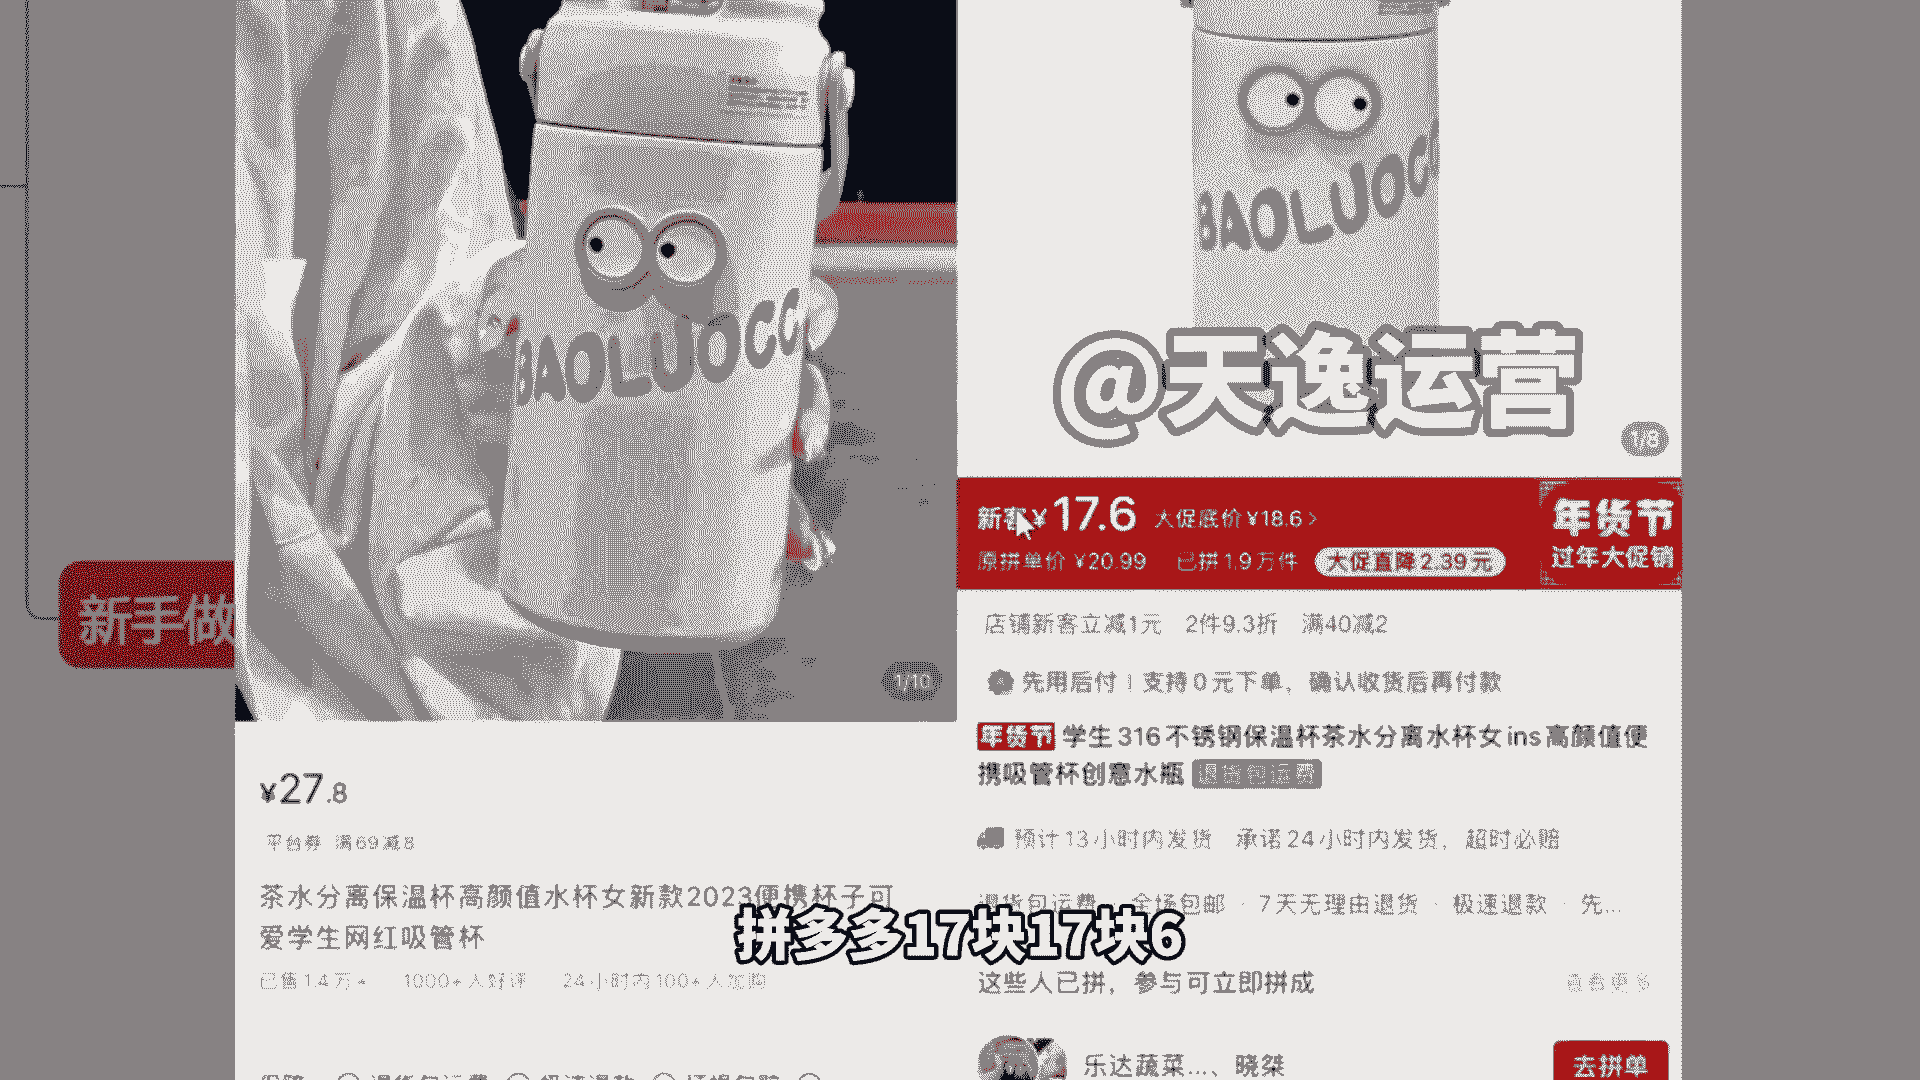 BAOLUOCC
1/10
¥27.8
平台券 满69减8
茶水分离保温杯高颜值水杯女新款2023便携杯子可
爱学生网红吸管杯
已售1.4万+ 1000+人好评 24小时内100+人加购
新手做
BAOLUOCC
@天逸运营
1/8
新客¥17.6 大促底价¥18.6>
原拼单价 ¥20.99 已拼1.9万件 大促直降2.39元
年货节
过年大促销
店铺新客立减1元 2件9.3折 满40减2
先用后付 | 支持0元下单，确认收货后再付款
年货节 学生316不锈钢保温杯茶水分离水杯女ins高颜值便
携吸管杯创意水瓶 退货包运费
预计13小时内发货 承诺24小时内发货，超时必赔
退货包运费 · 全场包邮 · 7天无理由退货 · 极速退款 · 先...
拼多多17块17块6
这些人已拼，参与可立即拼成 查看更多
乐达蔬菜...、晓桀 去拼单